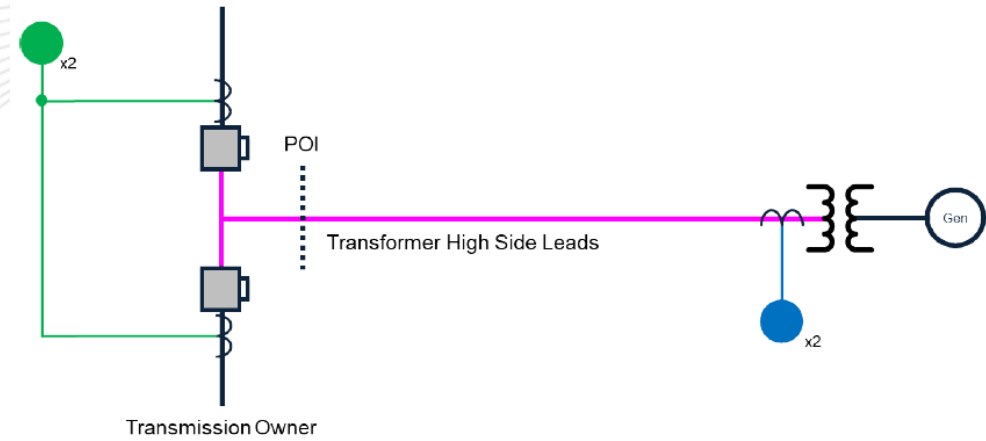 x2
POI
Transformer High Side Leads
Gen
x2
Transmission Owner